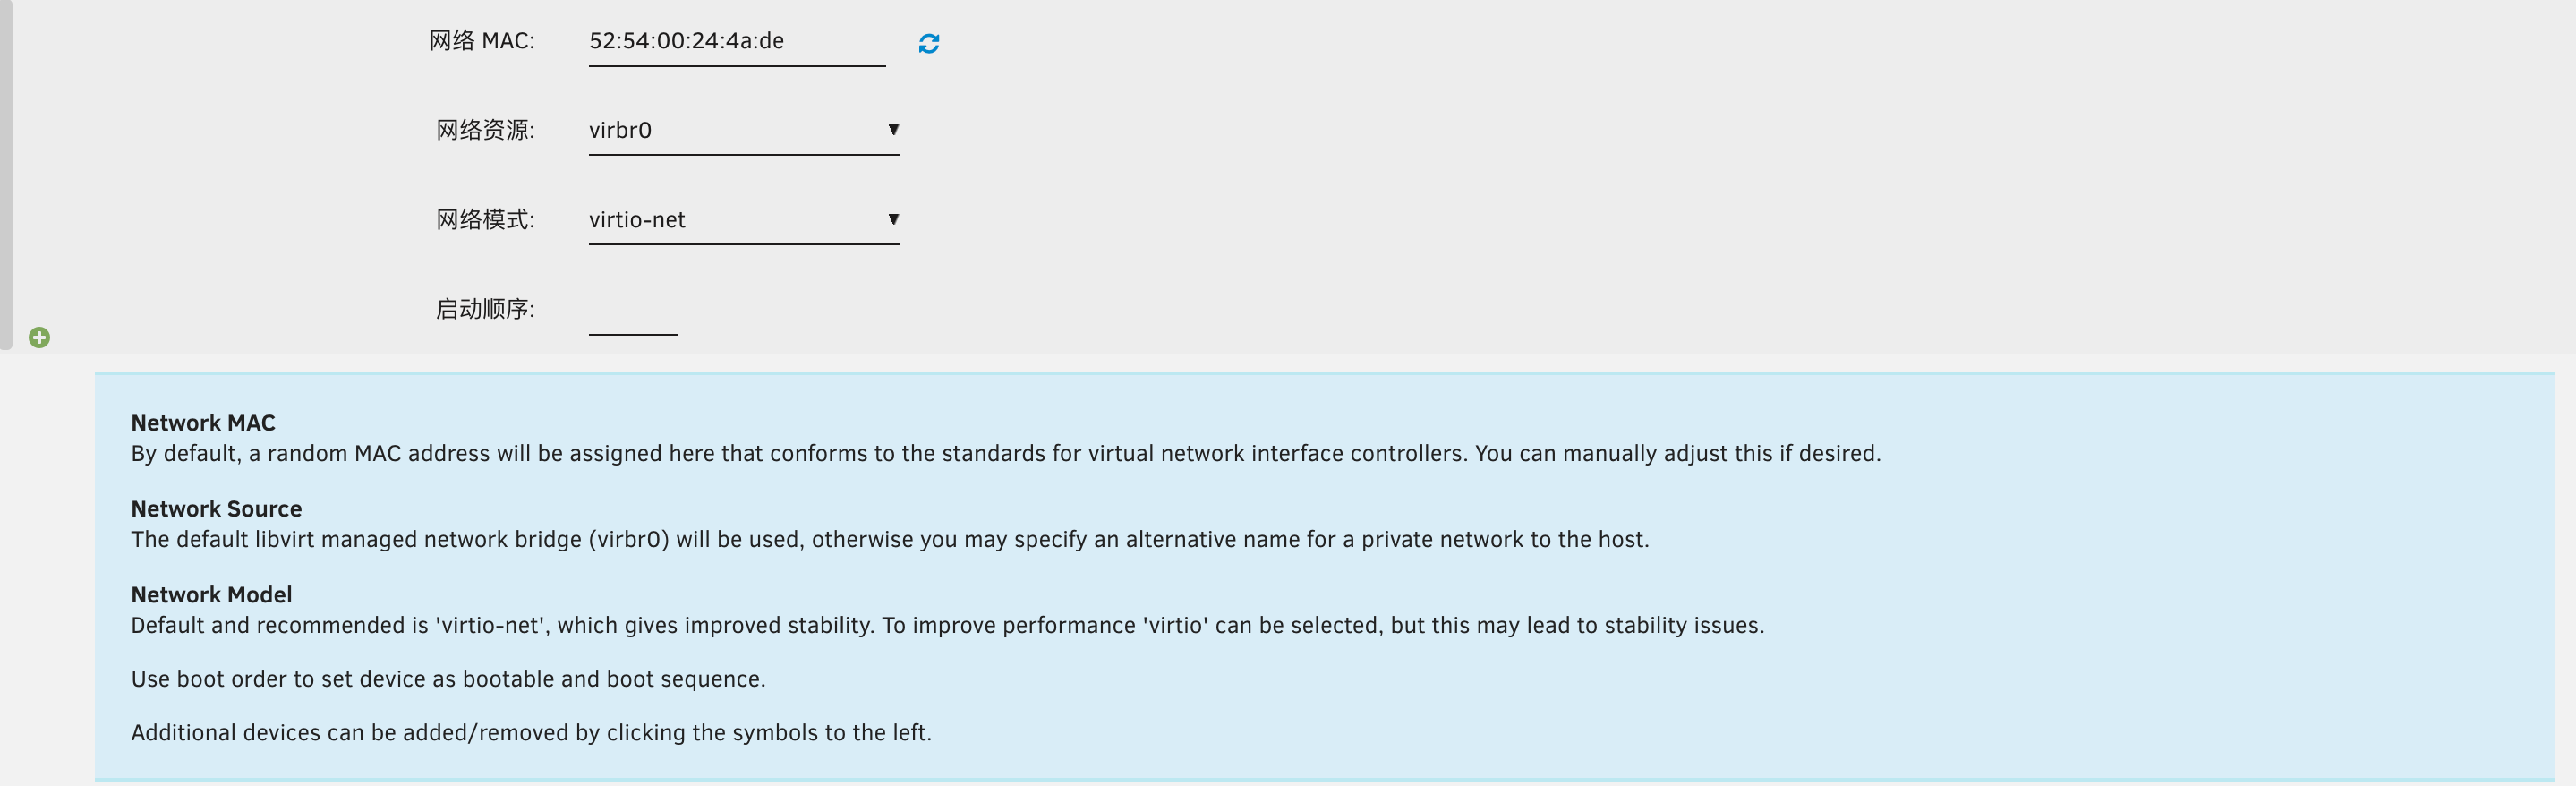 网络 MAC: 52:54:00:24:4a:de
网络资源: virbr0
网络模式: virtio-net
启动顺序:
Network MAC
By default, a random MAC address will be assigned here that conforms to the standards for virtual network interface controllers. You can manually adjust this if desired.
Network Source
The default libvirt managed network bridge (virbr0) will be used, otherwise you may specify an alternative name for a private network to the host.
Network Model
Default and recommended is 'virtio-net', which gives improved stability. To improve performance 'virtio' can be selected, but this may lead to stability issues.
Use boot order to set device as bootable and boot sequence.
Additional devices can be added/removed by clicking the symbols to the left.